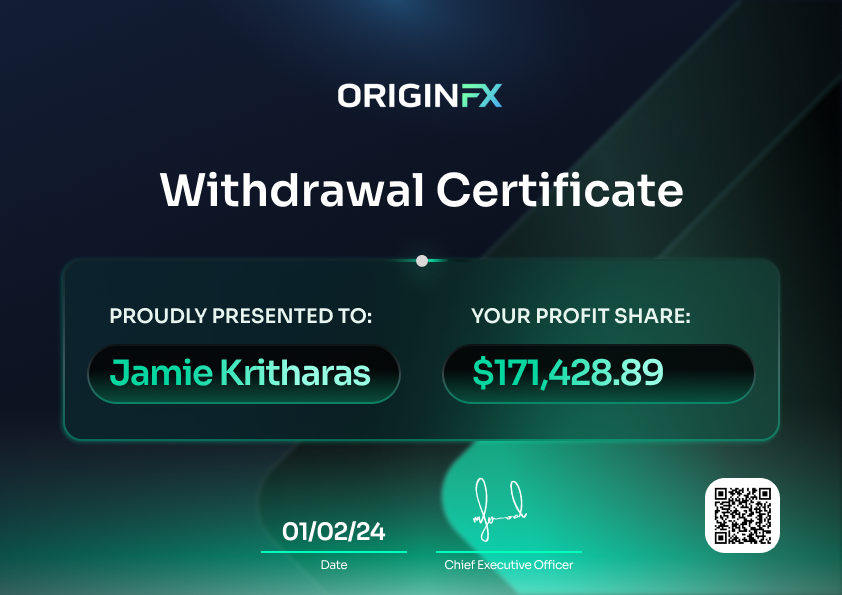 ORIGINFX
Withdrawal Certificate
PROUDLY PRESENTED TO:
Jamie Kritharas
YOUR PROFIT SHARE:
$171,428.89
01/02/24
Date
Chief Executive Officer